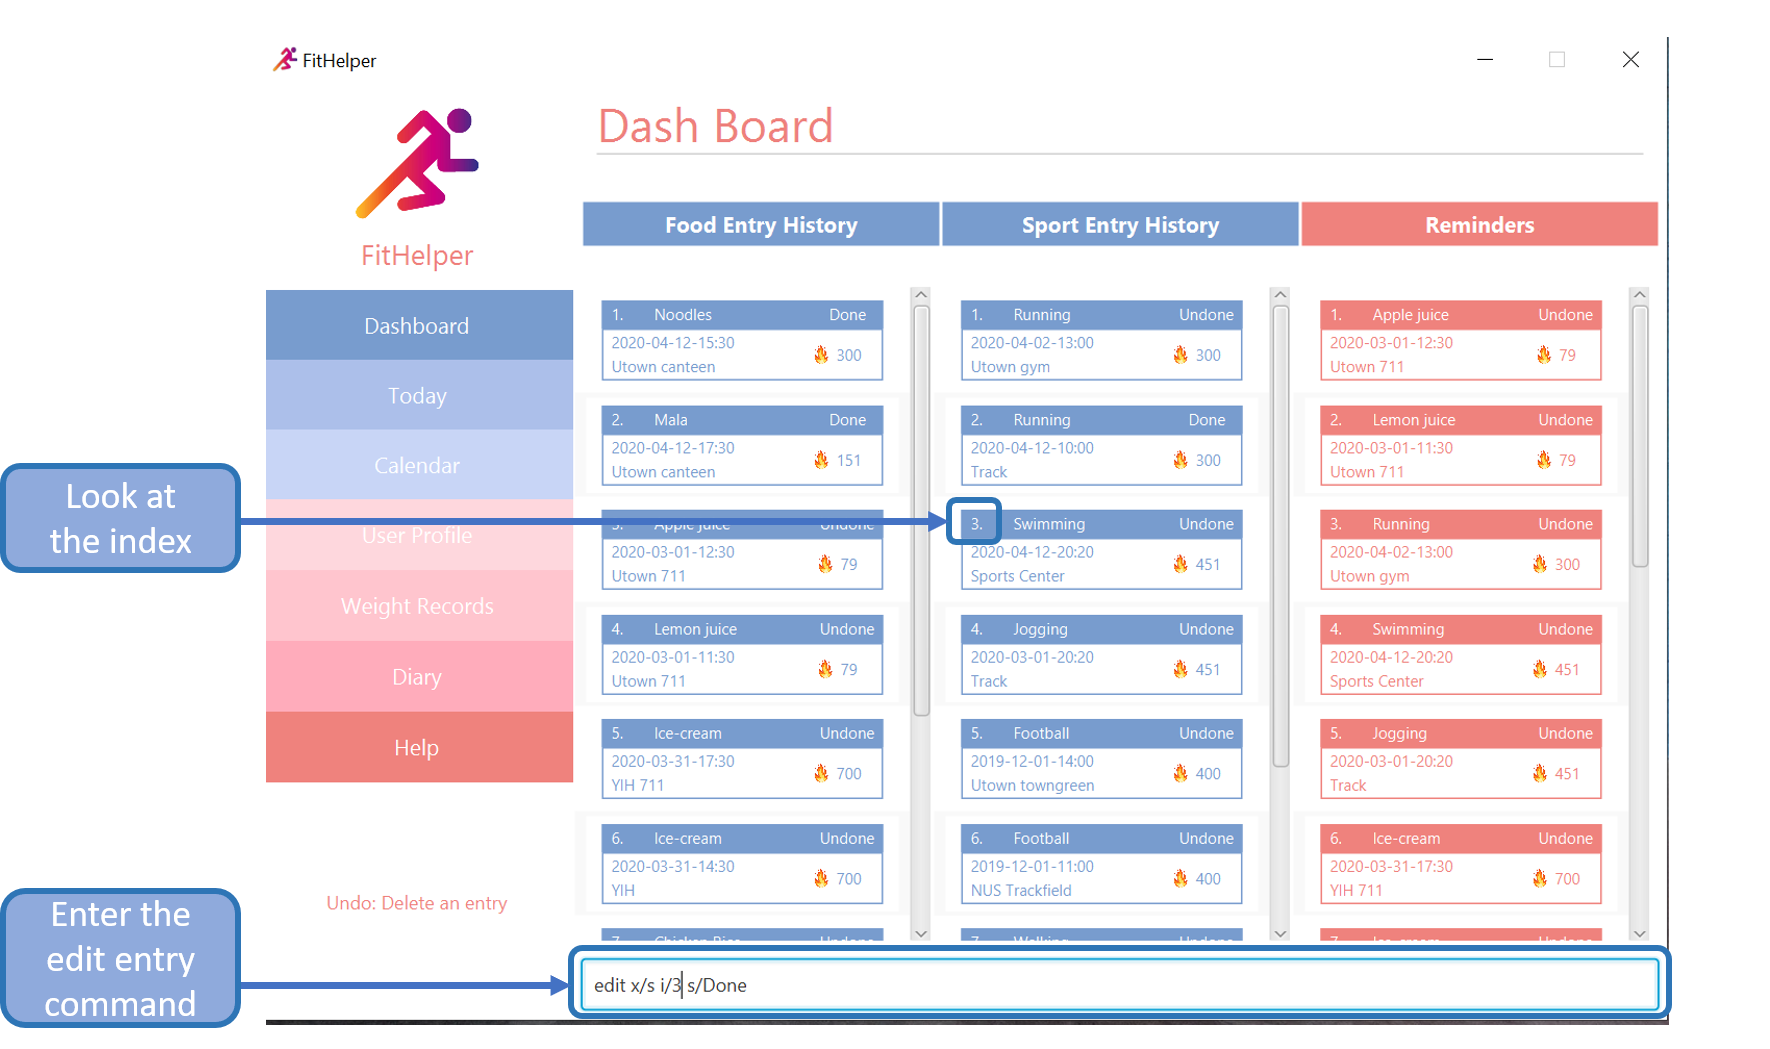 FitHelper
Dash Board
FitHelper
Food Entry History
Sport Entry History
Reminders
Dashboard
Today
Calendar
User Profile
Weight Records
Diary
Help
Undo: Delete an entry
Look at
the index
Enter the
edit entry
command
1. Noodles Done
2020-04-12-15:30
300
Utown canteen
2. Mala Done
2020-04-12-17:30
151
Utown canteen
3. Apple juice Undone
2020-03-01-12:30
79
Utown 711
4. Lemon juice Undone
2020-03-01-11:30
79
Utown 711
5. Ice-cream Undone
2020-03-31-17:30
700
YIH 711
6. Ice-cream Undone
2020-03-31-14:30
700
YIH
7. Chicken Rice Undone
1. Running Undone
2020-04-02-13:00
300
Utown gym
2. Running Done
2020-04-12-10:00
300
Track
3. Swimming Undone
2020-04-12-20:20
451
Sports Center
4. Jogging Undone
2020-03-01-20:20
451
Track
5. Football Undone
2019-12-01-14:00
400
Utown towngreen
6. Football Undone
2019-12-01-11:00
400
NUS Trackfield
7. Walking Undone
1. Apple juice Undone
2020-03-01-12:30
79
Utown 711
2. Lemon juice Undone
2020-03-01-11:30
79
Utown 711
3. Running Undone
2020-04-02-13:00
300
Utown gym
4. Swimming Undone
2020-04-12-20:20
451
Sports Center
5. Jogging Undone
2020-03-01-20:20
451
Track
6. Ice-cream Undone
2020-03-31-17:30
700
YIH 711
7. Ice-cream Undone
edit x/s i/3 s/Done